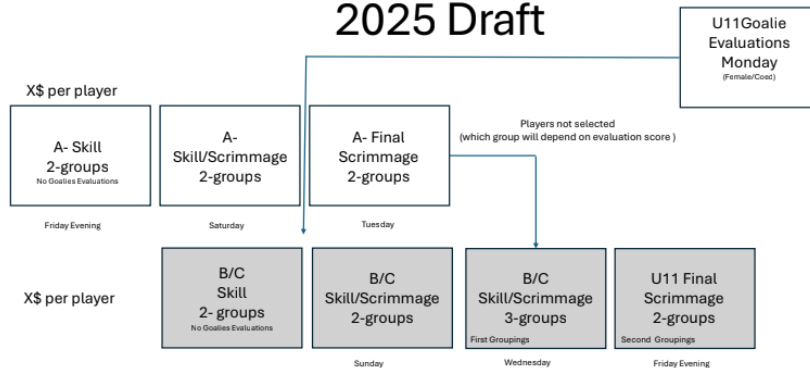 2025 Draft
U11Goalie
Evaluations
Monday
(Female/Coed)
X$ per player
A- Skill
2-groups
No Goalies Evaluations
A-
Skill/Scrimmage
2-groups
A- Final
Scrimmage
2-groups
Players not selected
(which group will depend on evaluation score )
Friday Evening
Saturday
Tuesday
X$ per player
B/C
Skill
2- groups
No Goalies Evaluations
B/C
Skill/Scrimmage
2-groups
B/C
Skill/Scrimmage
3-groups
First Groupings
U11 Final
Scrimmage
2-groups
Second Groupings
Sunday
Wednesday
Friday Evening